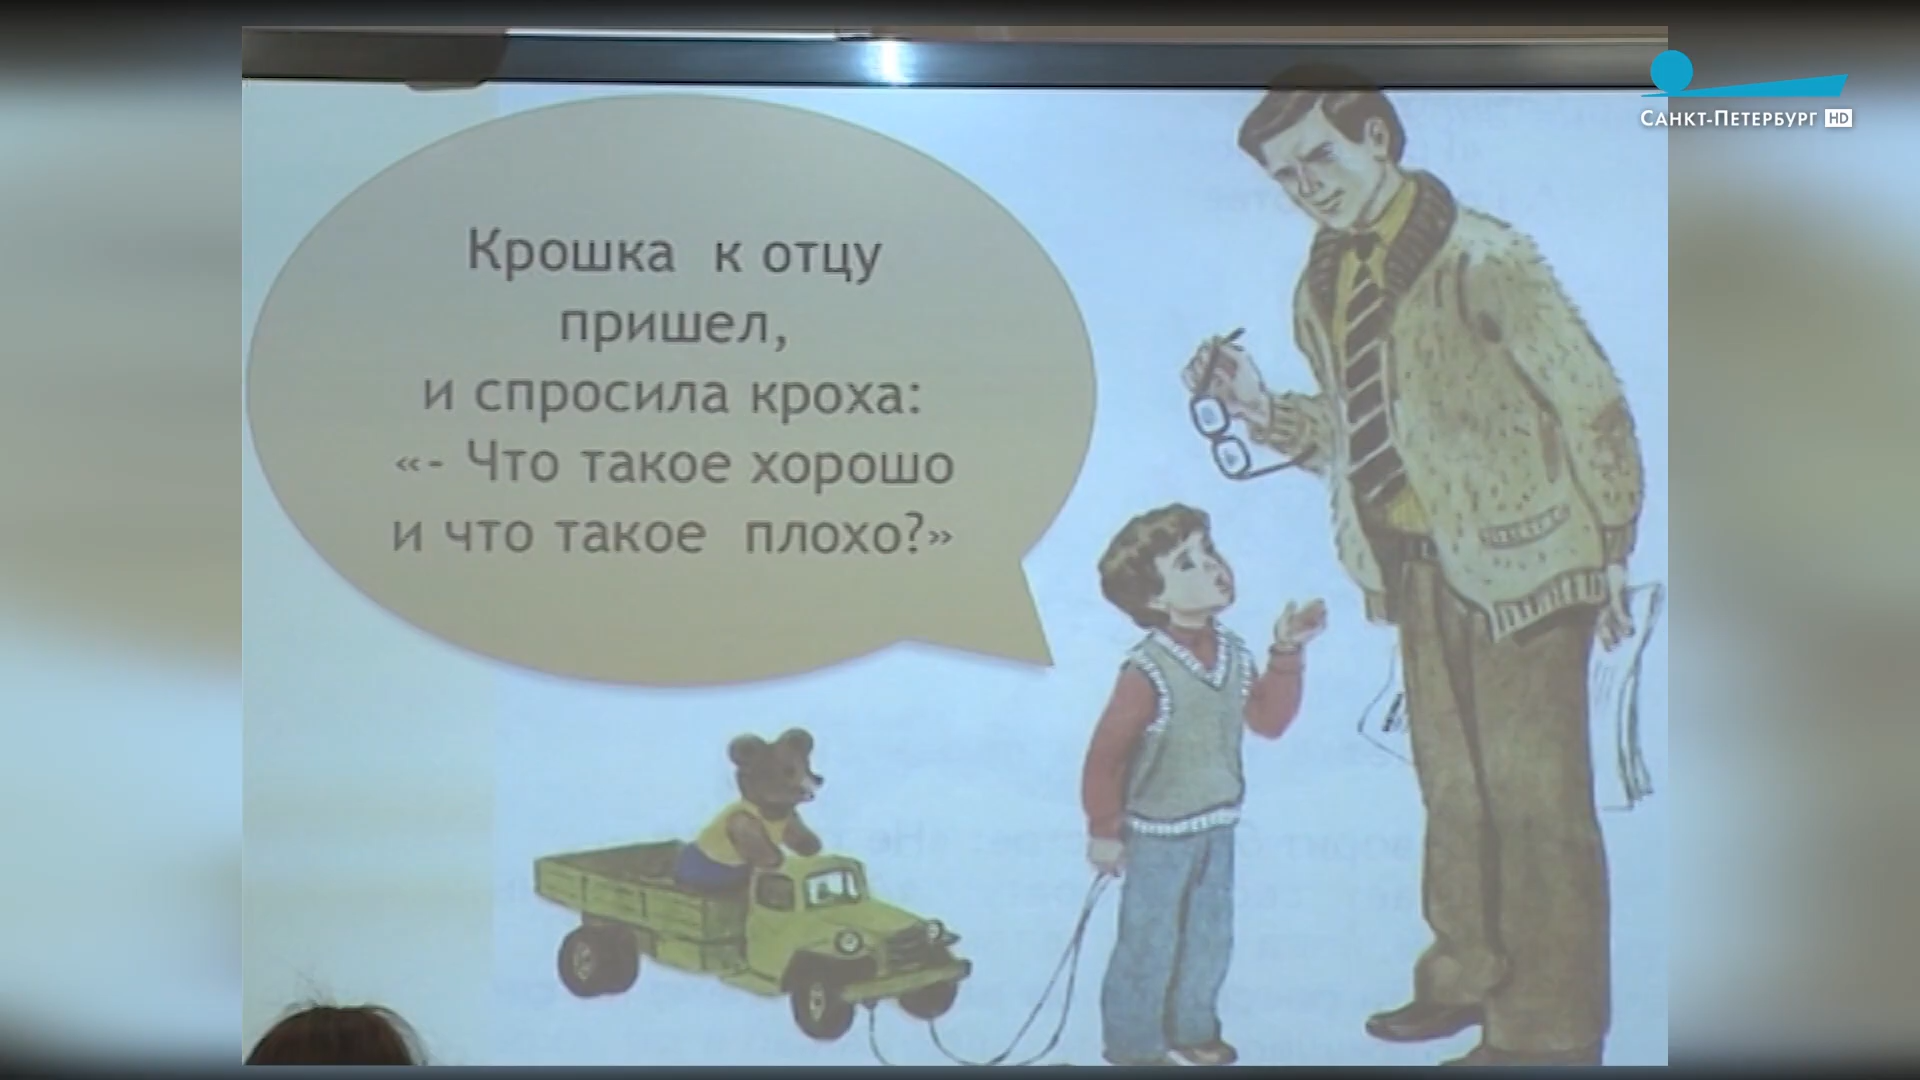 Крошка к отцу
пришел,
и спросила кроха:
«- Что такое хорошо
и что такое плохо?»
САНКТ-ПЕТЕРБУРГ HD